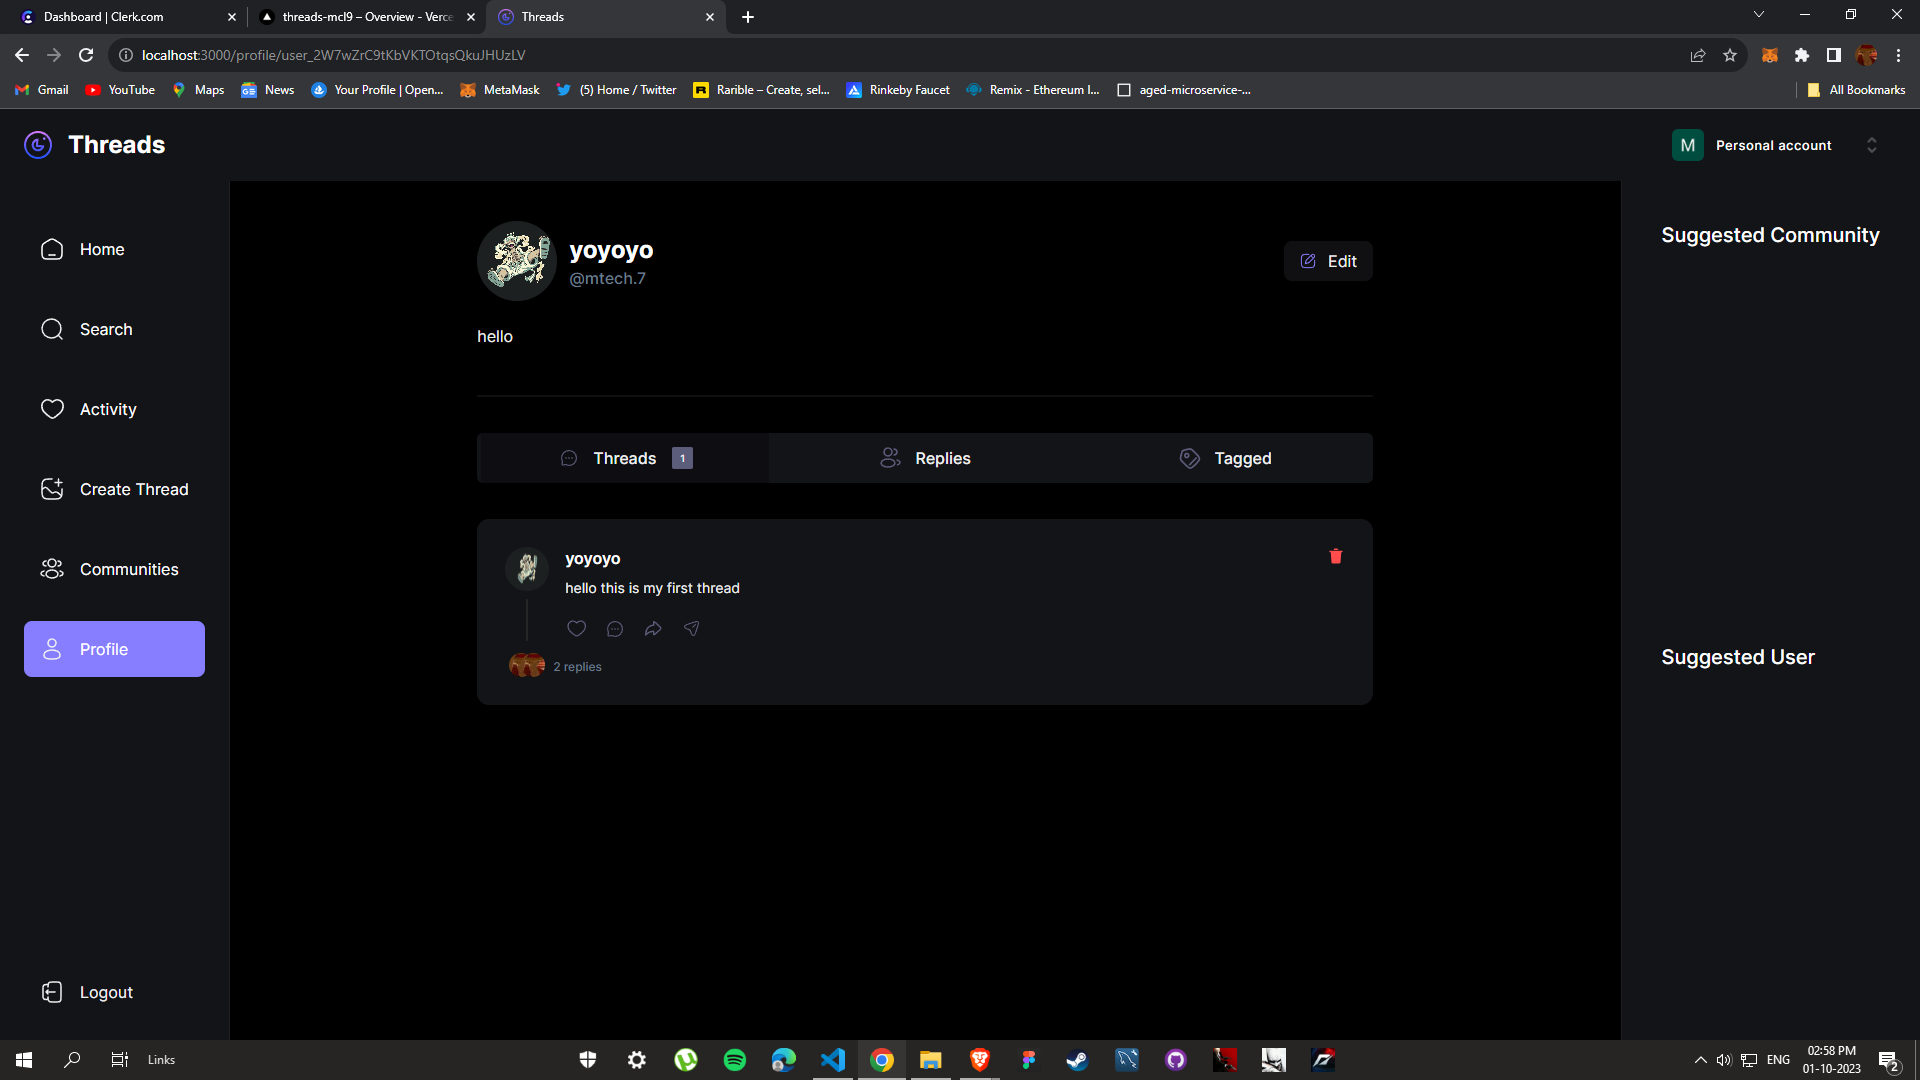 Dashboard | Clerk.com
threads-mcl9 – Overview - Verce
Threads
localhost:3000/profile/user_2W7wZrC9tKbVKTOtqsQkuJHUzLV
Gmail
YouTube
Maps
News
Your Profile | Open...
MetaMask
(5) Home / Twitter
Rarible – Create, sel...
Rinkeby Faucet
Remix - Ethereum I...
aged-microservice-...
All Bookmarks
Threads
M
Personal account
Home
Search
Activity
Create Thread
Communities
Profile
Logout
yoyoyo
@mtech.7
Edit
hello
Threads
1
Replies
Tagged
yoyoyo
hello this is my first thread
2 replies
Suggested Community
Suggested User
Links
ENG
02:58 PM
01-10-2023
2